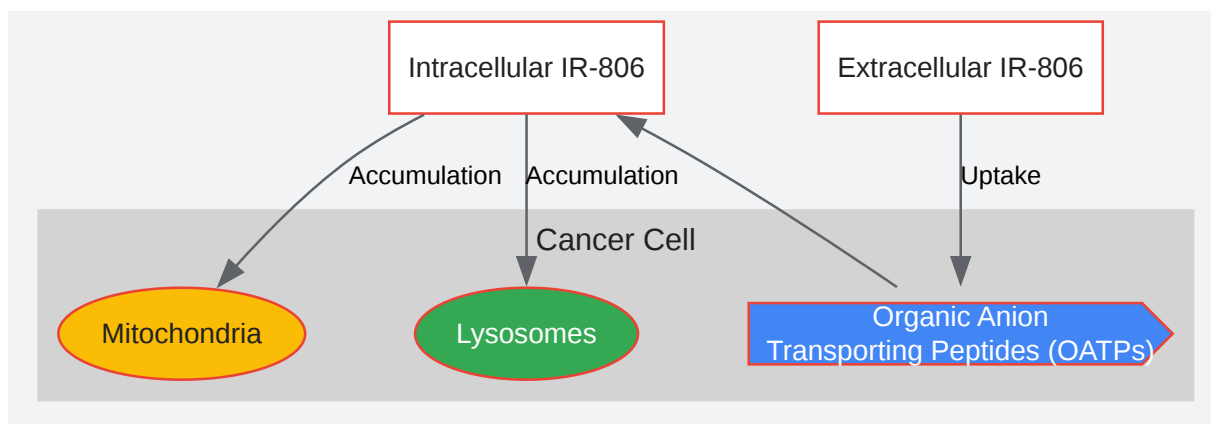 Intracellular IR-806
Extracellular IR-806
Accumulation
Accumulation
Uptake
Cancer Cell
Mitochondria
Lysosomes
Organic Anion
Transporting Peptides (OATPs)